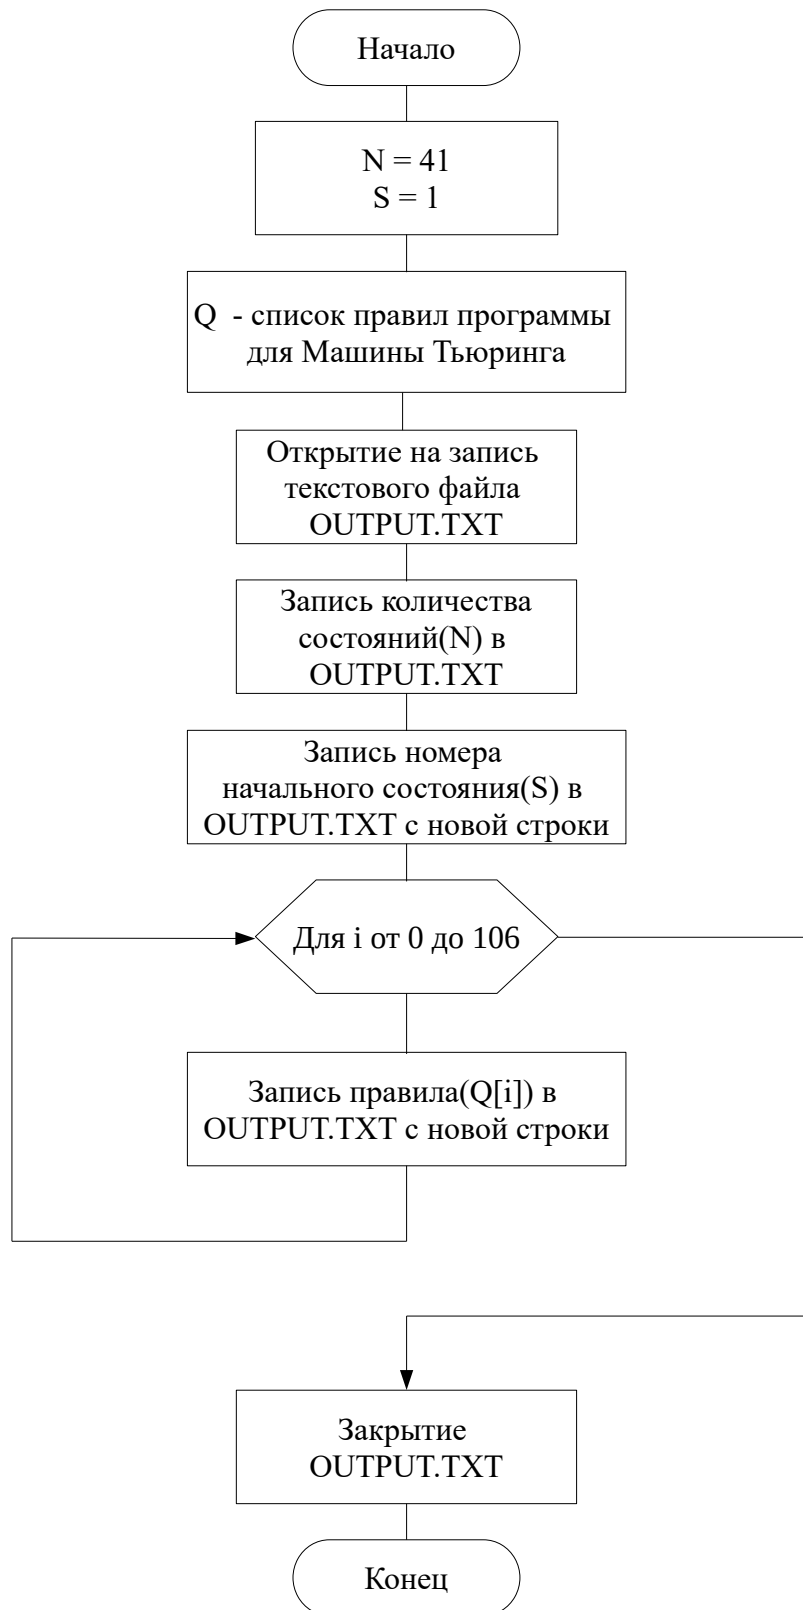 Начало
N = 41
S = 1
Q - список правил программы
для Машины Тьюринга
Открытие на запись
текстового файла
OUTPUT.TXT
Запись количества
состояний(N) в
OUTPUT.TXT
Запись номера
начального состояния(S) в
OUTPUT.TXT с новой строки
Для i от 0 до 106
Запись правила(Q[i]) в
OUTPUT.TXT с новой строки
Закрытие
OUTPUT.TXT
Конец